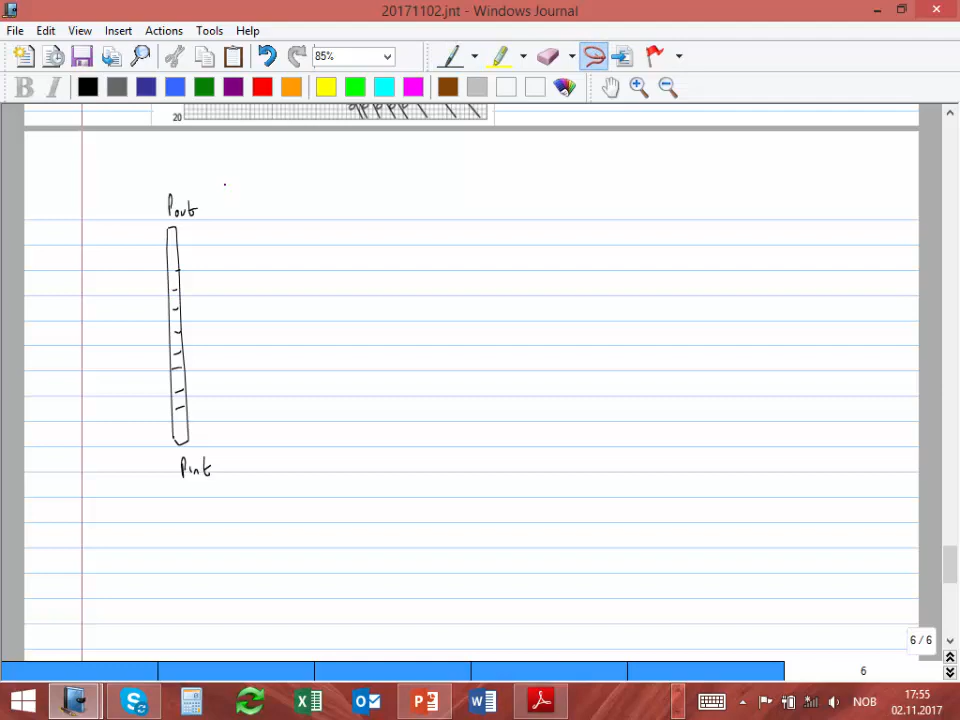 20171102.jnt - Windows Journal
File Edit View Insert Actions Tools Help
85%
B I
20
Pout
Pint
6 / 6
6
NOB
17:55
02.11.2017